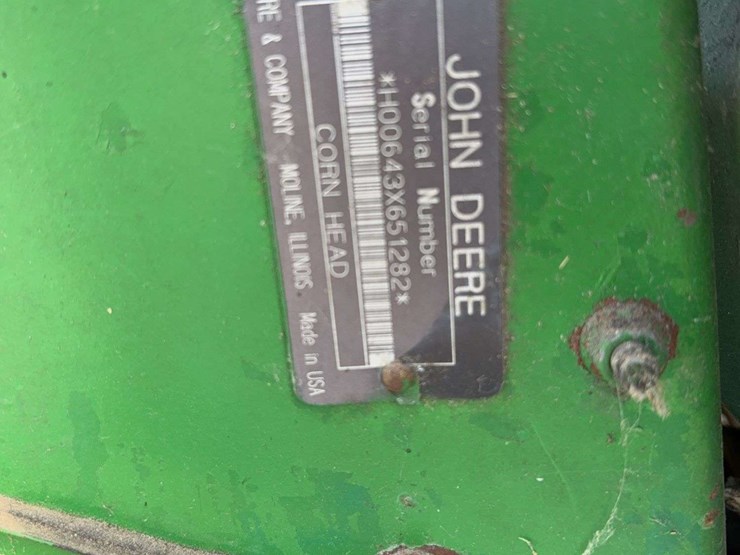 JOHN DEERE
Serial Number
*H00643X651282*
CORN HEAD
RE & COMPANY MOLINE, ILLINOIS. Made in USA